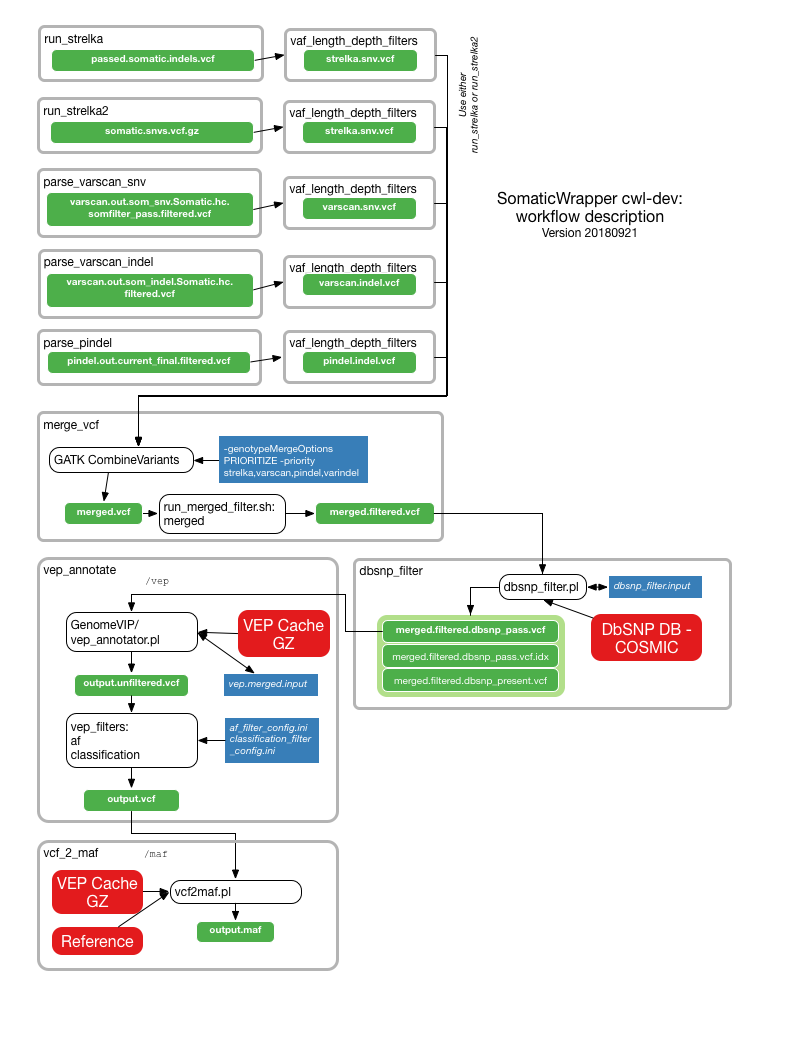 run_strelka
passed.somatic.indels.vcf
vaf_length_depth_filters
strelka.snv.vcf
Use either
run_strelka or run_strelka2
run_strelka2
somatic.snvs.vcf.gz
vaf_length_depth_filters
strelka.snv.vcf
parse_varscan_snv
varscan.out.som_snv.Somatic.hc.
somfilter_pass.filtered.vcf
vaf_length_depth_filters
varscan.snv.vcf
SomaticWrapper cwl-dev:
workflow description
Version 20180921
parse_varscan_indel
varscan.out.som_indel.Somatic.hc.
filtered.vcf
vaf_length_depth_filters
varscan.indel.vcf
parse_pindel
pindel.out.current_final.filtered.vcf
vaf_length_depth_filters
pindel.indel.vcf
merge_vcf
GATK CombineVariants
-genotypeMergeOptions
PRIORITIZE -priority
strelka,varscan,pindel,varindel
merged.vcf
run_merged_filter.sh:
merged
merged.filtered.vcf
dbsnp_filter
dbsnp_filter.pl
dbsnp_filter.input
merged.filtered.dbsnp_pass.vcf
merged.filtered.dbsnp_pass.vcf.idx
merged.filtered.dbsnp_present.vcf
DbSNP DB -
COSMIC
vep_annotate
/vep
GenomeVIP/
vep_annotator.pl
VEP Cache
GZ
output.unfiltered.vcf
vep.merged.input
vep_filters:
af
classification
af_filter_config.ini
classification_filter
_config.ini
output.vcf
vcf_2_maf
/maf
VEP Cache
GZ
vcf2maf.pl
Reference
output.maf